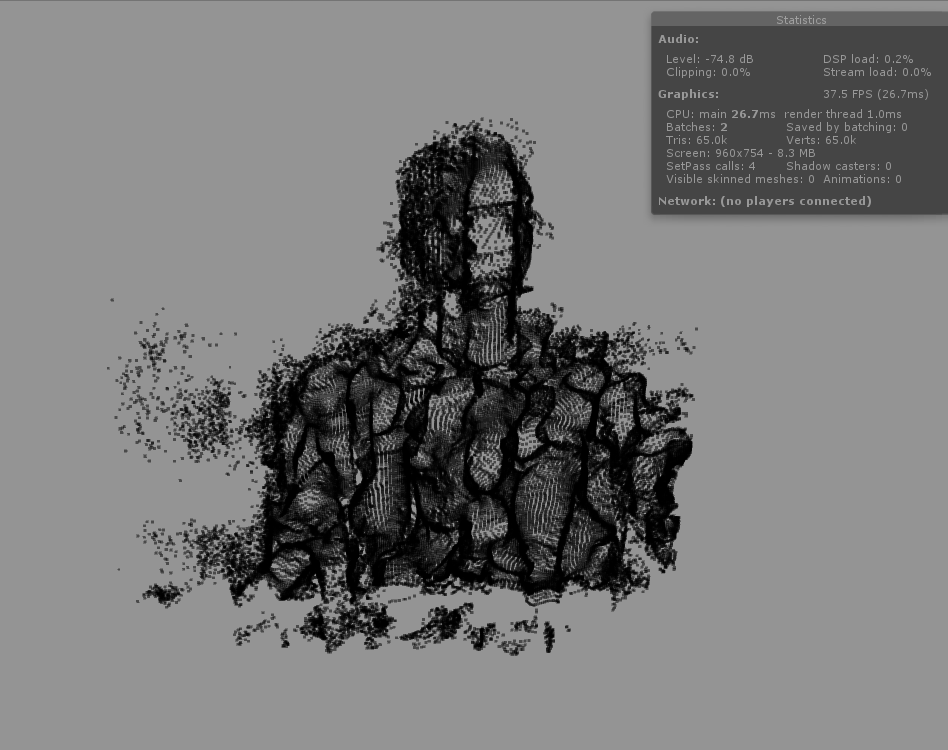 Statistics
Audio:
Level: -74.8 dB DSP load: 0.2%
Clipping: 0.0% Stream load: 0.0%
Graphics: 37.5 FPS (26.7ms)
CPU: main 26.7ms render thread 1.0ms
Batches: 2 Saved by batching: 0
Tris: 65.0k Verts: 65.0k
Screen: 960x754 - 8.3 MB
SetPass calls: 4 Shadow casters: 0
Visible skinned meshes: 0 Animations: 0
Network: (no players connected)